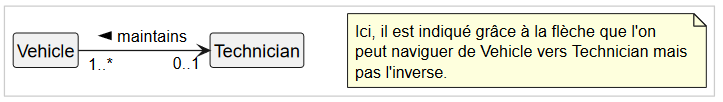 ◄ maintains
Vehicle
Technician
1..*
0..1
Ici, il est indiqué grâce à la flèche que l'on
peut naviguer de Vehicle vers Technician mais
pas l'inverse.